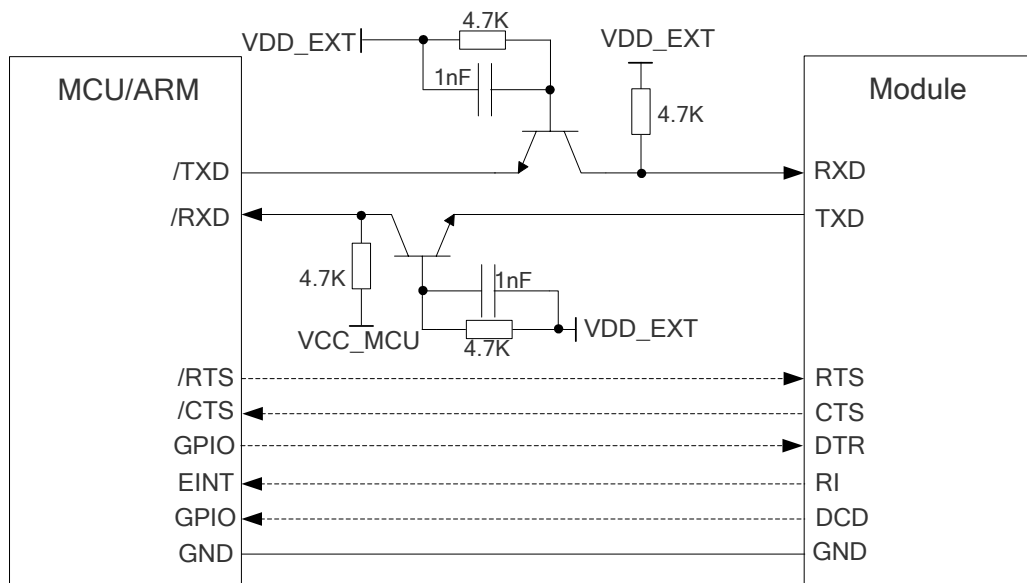 4.7K
VDD_EXT
VDD_EXT
1nF
MCU/ARM
Module
4.7K
/TXD
RXD
/RXD
TXD
4.7K
1nF
VCC_MCU
VDD_EXT
4.7K
/RTS
RTS
/CTS
CTS
GPIO
DTR
EINT
RI
GPIO
DCD
GND
GND